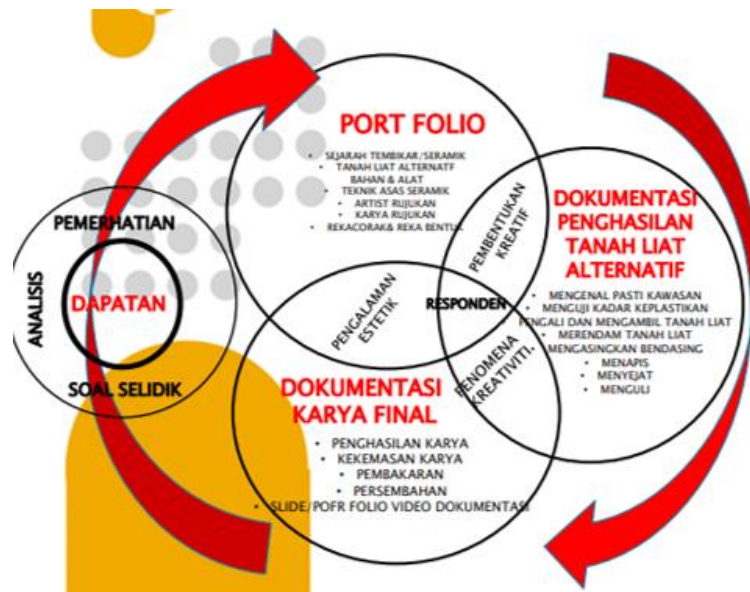 PORT FOLIO
• SEJARAH TEMBIKAR/SERAMIK
• TANAH LIAT ALTERNATF
BAHAN & ALAT
• TEKNIK ASAS SERAMIK
• ARTIST RUJUKAN
• KARYA RUJUKAN
• REKACORAK& REKA BENTUK
PEMBENTUKAN
KREATIF
DOKUMENTASI
PENGHASILAN
TANAH LIAT
ALTERNATIF
• MENGENAL PASTI KAWASAN
• MENGUJI KADAR KEPLASTIKAN
PENGALI DAN MENGAMBIL TANAH LIAT
• MERENDAM TANAH LIAT
MENGASINGKAN BENDASING
• MENAPIS
• MENYEJAT
• MENGULI
PEMERHATIAN
ANALISIS
DAPATAN
SOAL SELIDIK
PENGALAMAN
ESTETIK
RESPONDEN
FENOMENA
KREATIVITI.
DOKUMENTASI
KARYA FINAL
• PENGHASILAN KARYA
• KEKEMASAN KARYA
• PEMBAKARAN
• PERSEMBAHAN
• SLIDE/POFR FOLIO VIDEO DOKUMENTASI